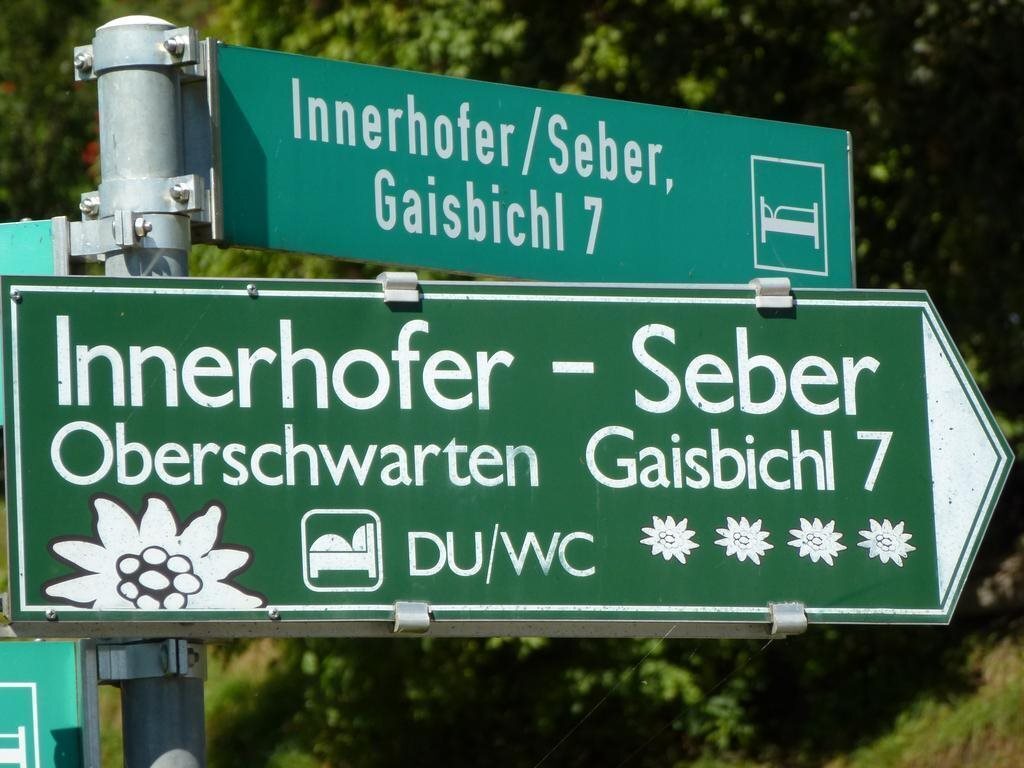 Innerhofer/Seber,
Gaisbichl 7
Innerhofer - Seber
Oberschwarten Gaisbichl 7
DU/WC